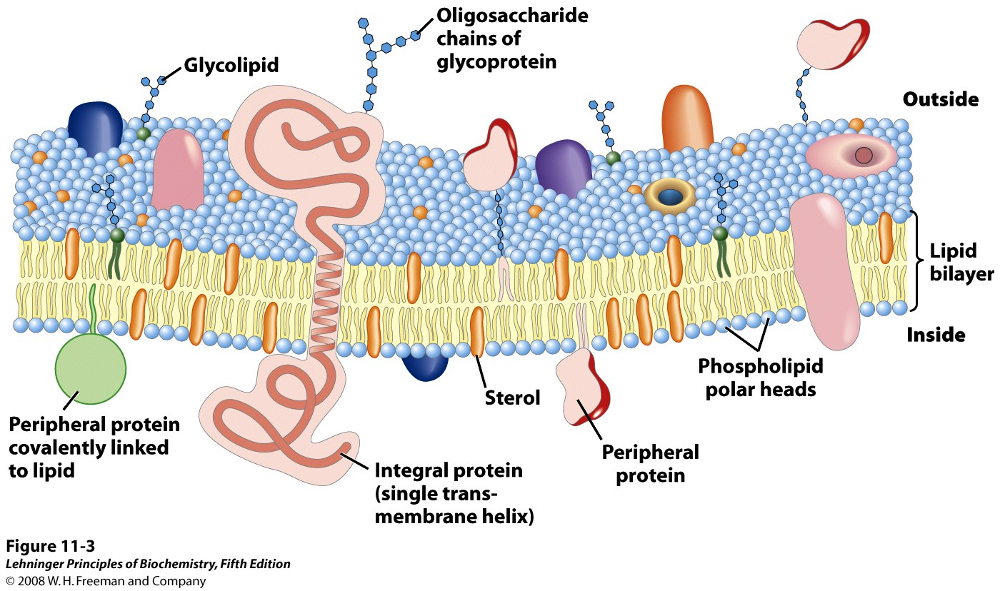 Oligosaccharide
chains of
glycoprotein
Glycolipid
Outside
Lipid
bilayer
Inside
Phospholipid
polar heads
Sterol
Peripheral protein
covalently linked
to lipid
Peripheral
protein
Integral protein
(single trans-
membrane helix)
Figure 11-3
Lehninger Principles of Biochemistry, Fifth Edition
© 2008 W. H. Freeman and Company